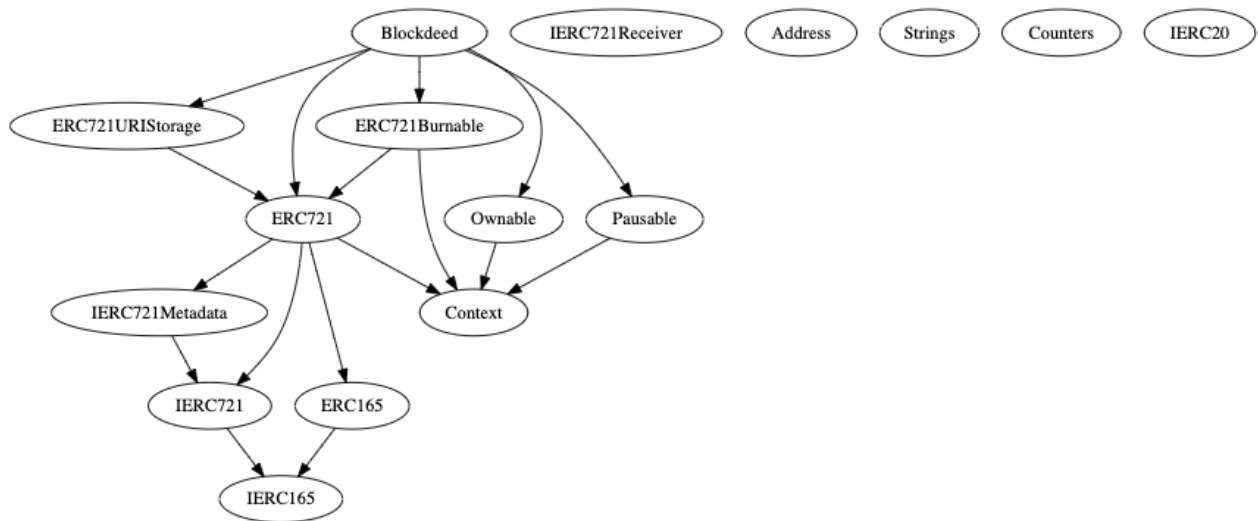 Blockdeed IERC721Receiver Address Strings Counters IERC20
ERC721URIStorage ERC721Burnable
ERC721 Ownable Pausable
IERC721Metadata Context
IERC721 ERC165
IERC165